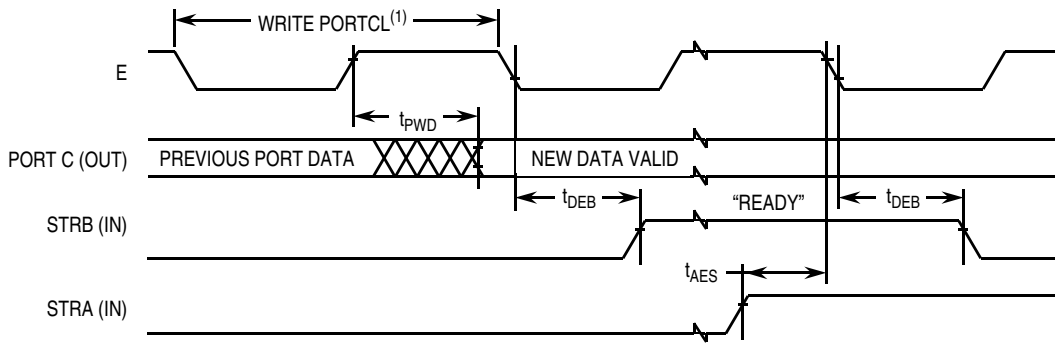 WRITE PORTCL(1)
E
tPWD
PORT C (OUT)
PREVIOUS PORT DATA
NEW DATA VALID
tDEB
"READY"
tDEB
STRB (IN)
tAES
STRA (IN)